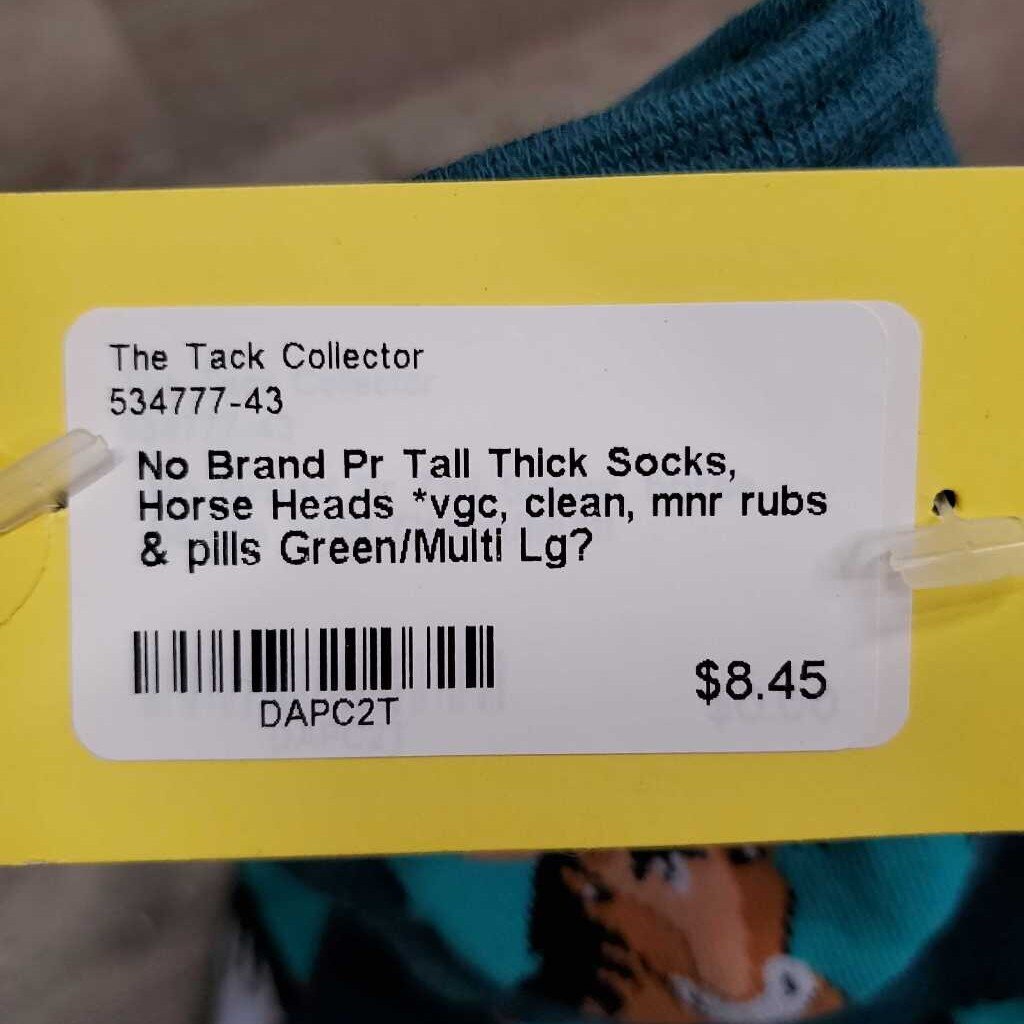 The Tack Collector
534777-43
No Brand Pr Tall Thick Socks,
Horse Heads *vgc, clean, mnr rubs
& pills Green/Multi Lg?
DAPC2T
$8.45